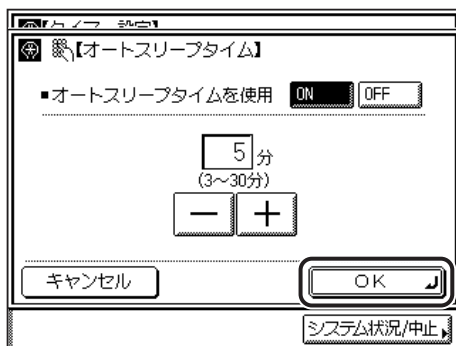 【オートスリープタイム】
■オートスリープタイムを使用 ON OFF
5 分
(3～30分)
－ ＋
キャンセル OK
システム状況/中止